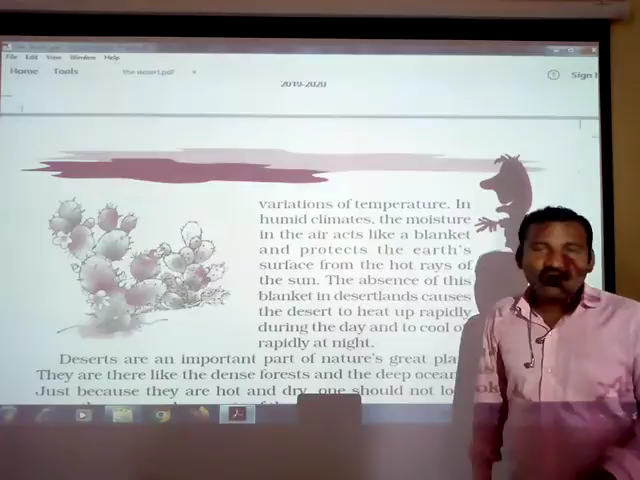 File Edit View Window Help
Home Tools the desert.pdf × Sign
2019-2020
variations of temperature. In
humid climates, the moisture
in the air acts like a blanket
and protects the earth's
surface from the hot rays of
the sun. The absence of this
blanket in desertlands causes
the desert to heat up rapidly
during the day and to cool
rapidly at night.
Deserts are an important part of nature's great
They are there like the dense forests and the deep
Just because they are hot and dry, one should not